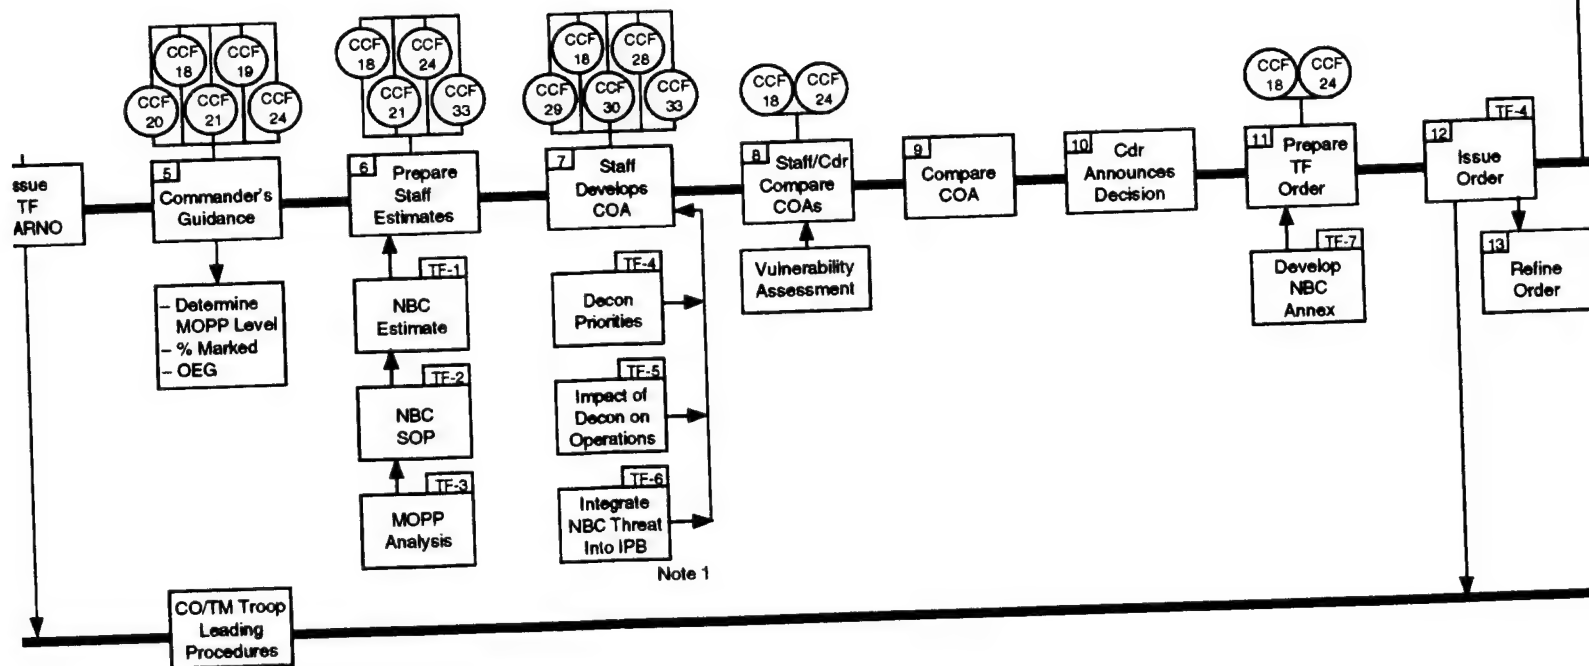 CCF
18
CCF
19
CCF
20
CCF
21
CCF
24
CCF
18
CCF
24
CCF
21
CCF
33
CCF
18
CCF
28
CCF
29
CCF
30
CCF
33
CCF
18
CCF
24
CCF
18
CCF
24
ssue
TF
ARNO
5
Commander's
Guidance
6
Prepare
Staff
Estimates
7
Staff
Develops
COA
8
Staff/Cdr
Compare
COAs
9
Compare
COA
10
Cdr
Announces
Decision
11
Prepare
TF
Order
TF-4
12
Issue
Order
– Determine
MOPP Level
– % Marked
– OEG
TF-1
NBC
Estimate
TF-2
NBC
SOP
TF-3
MOPP
Analysis
TF-4
Decon
Priorities
TF-5
Impact of
Decon on
Operations
TF-6
Integrate
NBC Threat
Into IPB
Note 1
Vulnerability
Assessment
TF-7
Develop
NBC
Annex
13
Refine
Order
CO/TM Troop
Leading
Procedures